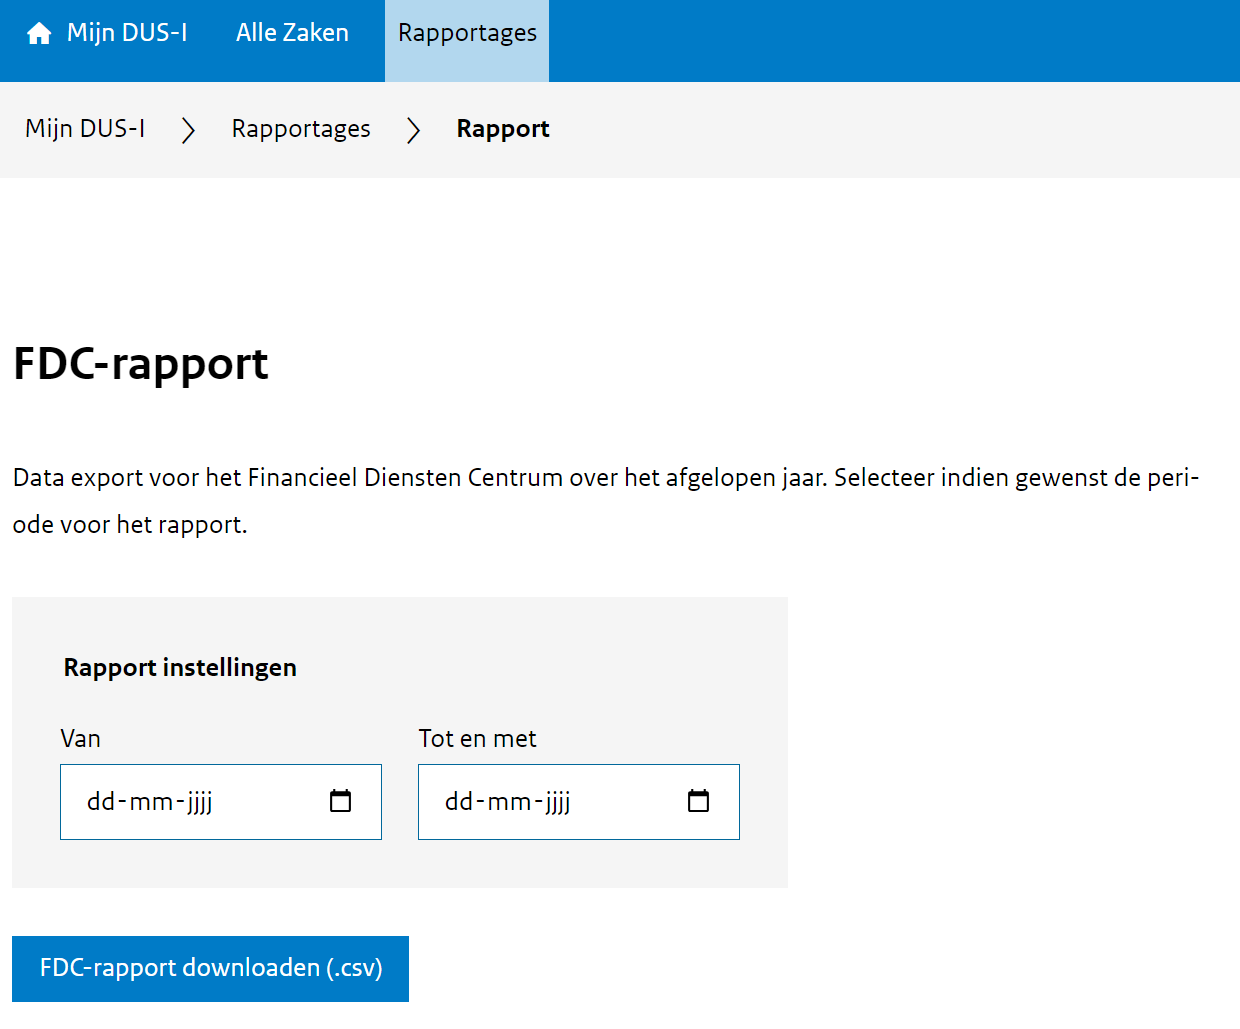 Mijn DUS-I Alle Zaken Rapportages
Mijn DUS-I Rapportages Rapport
FDC-rapport
Data export voor het Financieel Diensten Centrum over het afgelopen jaar. Selecteer indien gewenst de peri-
ode voor het rapport.
Rapport instellingen
Van Tot en met
dd-mm-jjjj dd-mm-jjjj
FDC-rapport downloaden (.csv)